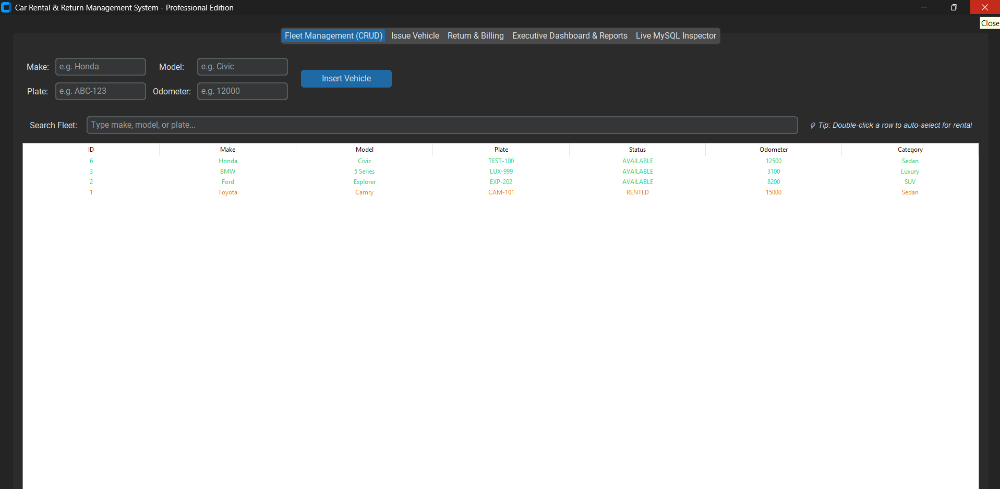 Car Rental & Return Management System - Professional Edition
Close
Fleet Management (CRUD) Issue Vehicle Return & Billing Executive Dashboard & Reports Live MySQL Inspector
Make: e.g. Honda Model: e.g. Civic
Insert Vehicle
Plate: e.g. ABC-123 Odometer: e.g. 12000
Search Fleet: Type make, model, or plate... Tip: Double-click a row to auto-select for rental
ID Make Model Plate Status Odometer Category
6 Honda Civic TEST-100 AVAILABLE 12500 Sedan
3 BMW 5 Series LUX-999 AVAILABLE 3100 Luxury
2 Ford Explorer EXP-202 AVAILABLE 8200 SUV
1 Toyota Camry CAM-101 RENTED 15000 Sedan